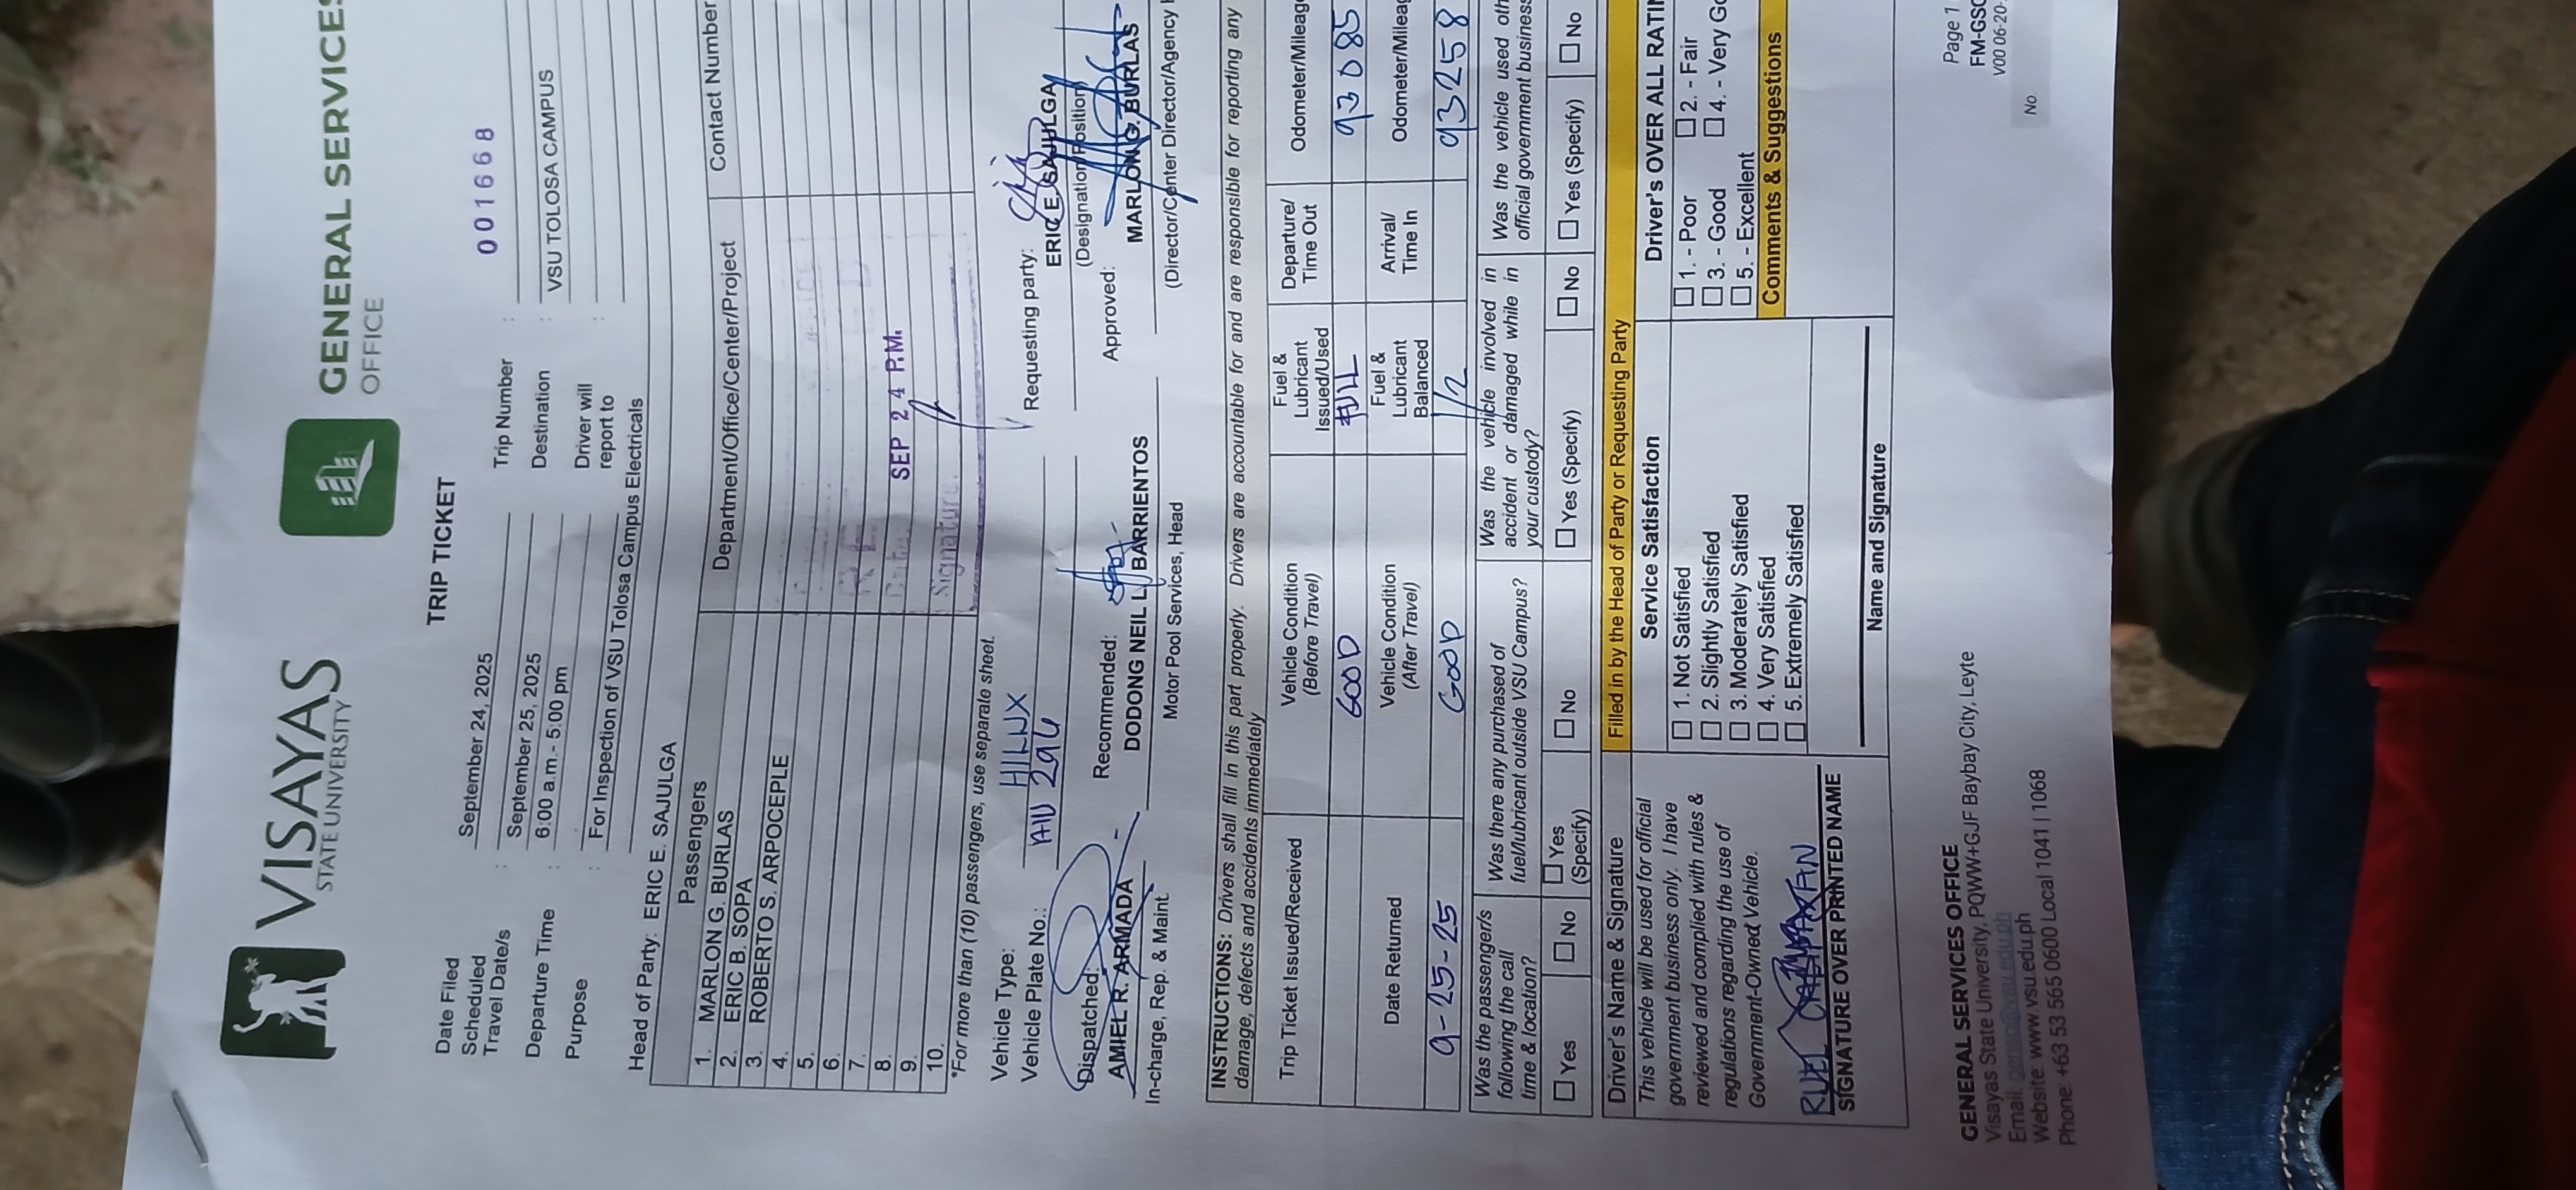 VISAYAS
STATE UNIVERSITY
GENERAL SERVICES
OFFICE
TRIP TICKET
001668
Date Filed : September 24, 2025 Trip Number :
Scheduled
Travel Date/s September 25, 2025 Destination : VSU TOLOSA CAMPUS
Departure Time : 6:00 a.m.- 5:00 pm Driver will
report to :
Purpose : For Inspection of VSU Tolosa Campus Electricals
Head of Party: ERIC E. SAJULGA
Passengers Department/Office/Center/Project Contact Number
1. MARLON G. BURLAS
2. ERIC B. SOPA
3. ROBERTO S. ARPOCEPLE
4.
5.
6.
7.
8.
9.
10.
SEP 24 P.M.
Signature
*For more than (10) passengers, use separate sheet.
Vehicle Type: HILUX
Vehicle Plate No.:
Requesting party:
ERIC E. SAJULGA
(Designation/Position)
Dispatched:
AMIEL R. ARMADA
In-charge, Rep. & Maint.
Recommended:
DODONG NEIL L. BARRIENTOS
Motor Pool Services, Head
Approved:
MARLON G. BURLAS
(Director/Center Director/Agency
INSTRUCTIONS: Drivers shall fill in this part properly. Drivers are accountable for and are responsible for reporting any
damage, defects and accidents immediately
Trip Ticket Issued/Received
Vehicle Condition
(Before Travel)
Fuel &
Lubricant
Issued/Used
Departure/
Time Out
Odometer/Mileag
GOOD FULL 93085
Date Returned
Vehicle Condition
(After Travel)
Fuel &
Lubricant
Balanced
Arrival/
Time In
Odometer/Mileag
9-25-25 GOOD 1/2 93258
Was the passenger/s
following the call
time & location?
Was there any purchased of
fuel/lubricant outside VSU Campus?
Was the vehicle involved in
accident or damaged while in
your custody?
Was the vehicle used oth
official government business
Yes No Yes
(Specify) No Yes (Specify) No Yes (Specify) No
Driver's Name & Signature
This vehicle will be used for official
government business only. I have
reviewed and complied with rules &
regulations regarding the use of
Government-Owned Vehicle.
SIGNATURE OVER PRINTED NAME
Filled in by the Head of Party or Requesting Party
Service Satisfaction
1. Not Satisfied
2. Slightly Satisfied
3. Moderately Satisfied
4. Very Satisfied
5. Extremely Satisfied
Driver's OVER ALL RATI
1. - Poor 2. - Fair
3. - Good 4. - Very Go
5. - Excellent
Comments & Suggestions
Name and Signature
GENERAL SERVICES OFFICE
Visayas State University, PQWW+GJF Baybay City, Leyte
Website: www.vsu.edu.ph
Phone: +63 53 565 0600 Local 1041 | 1068
Page 1
FM-GSO
V00 06-20-
No.